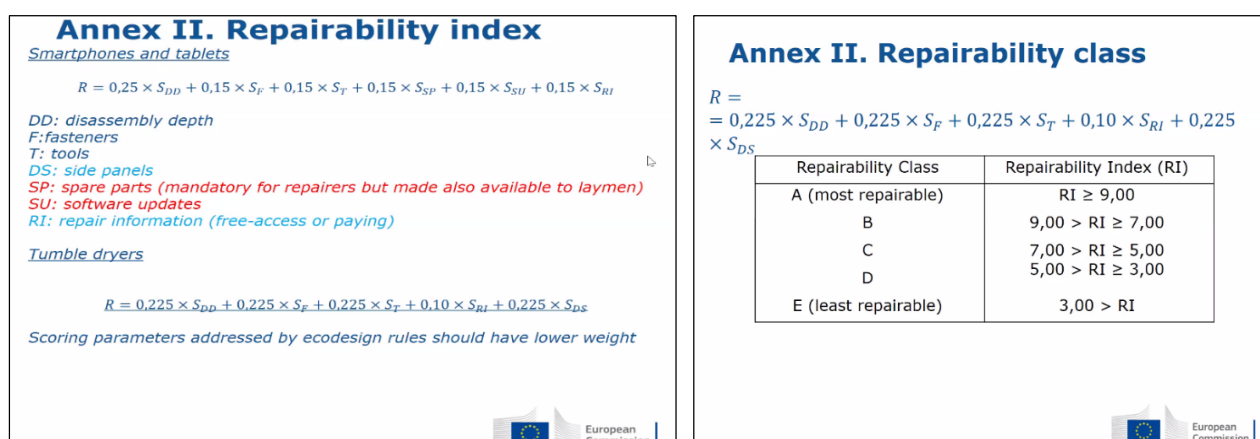 Annex II. Repairability index
Smartphones and tablets
R = 0,25 × S_DD + 0,15 × S_F + 0,15 × S_T + 0,15 × S_SP + 0,15 × S_SU + 0,15 × S_RI
DD: disassembly depth
F:fasteners
T: tools
DS: side panels
SP: spare parts (mandatory for repairers but made also available to laymen)
SU: software updates
RI: repair information (free-access or paying)
Tumble dryers
R = 0,225 × S_DD + 0,225 × S_F + 0,225 × S_T + 0,10 × S_RI + 0,225 × S_DS
Scoring parameters addressed by ecodesign rules should have lower weight
European
Commission
Annex II. Repairability class
R =
= 0,225 × S_DD + 0,225 × S_F + 0,225 × S_T + 0,10 × S_RI + 0,225
× S_DS
Repairability Class Repairability Index (RI)
A (most repairable) RI ≥ 9,00
B 9,00 > RI ≥ 7,00
C 7,00 > RI ≥ 5,00
D 5,00 > RI ≥ 3,00
E (least repairable) 3,00 > RI
European
Commission